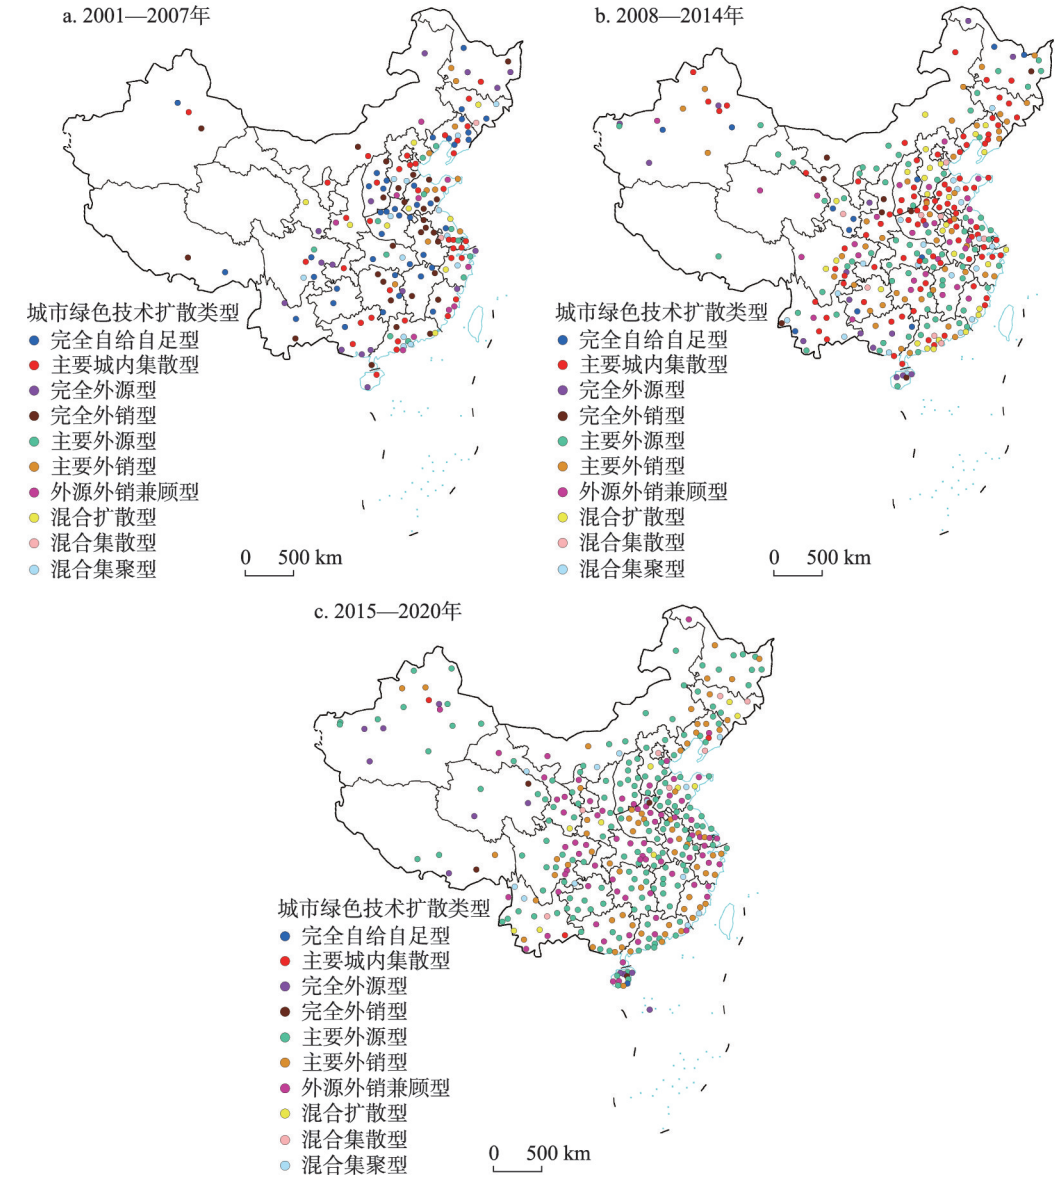 a. 2001—2007年
城市绿色技术扩散类型
完全自给自足型
主要城内集散型
完全外源型
完全外销型
主要外源型
主要外销型
外源外销兼顾型
混合扩散型
混合集散型
混合集聚型
0 500 km
b. 2008—2014年
城市绿色技术扩散类型
完全自给自足型
主要城内集散型
完全外源型
完全外销型
主要外源型
主要外销型
外源外销兼顾型
混合扩散型
混合集散型
混合集聚型
0 500 km
c. 2015—2020年
城市绿色技术扩散类型
完全自给自足型
主要城内集散型
完全外源型
完全外销型
主要外源型
主要外销型
外源外销兼顾型
混合扩散型
混合集散型
混合集聚型
0 500 km